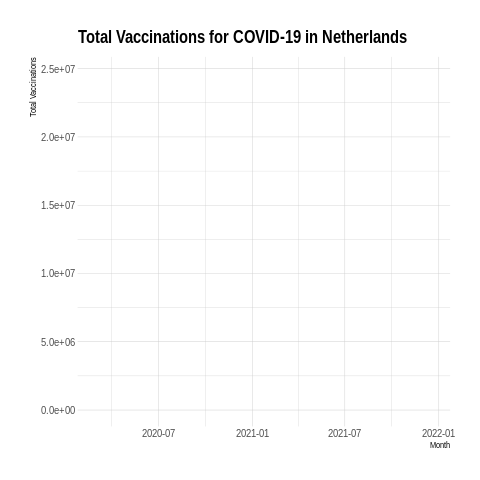 Total Vaccinations for COVID-19 in Netherlands
Total Vaccinations
2.5e+07
2.0e+07
1.5e+07
1.0e+07
5.0e+06
0.0e+00
2020-07
2021-01
2021-07
2022-01
Month